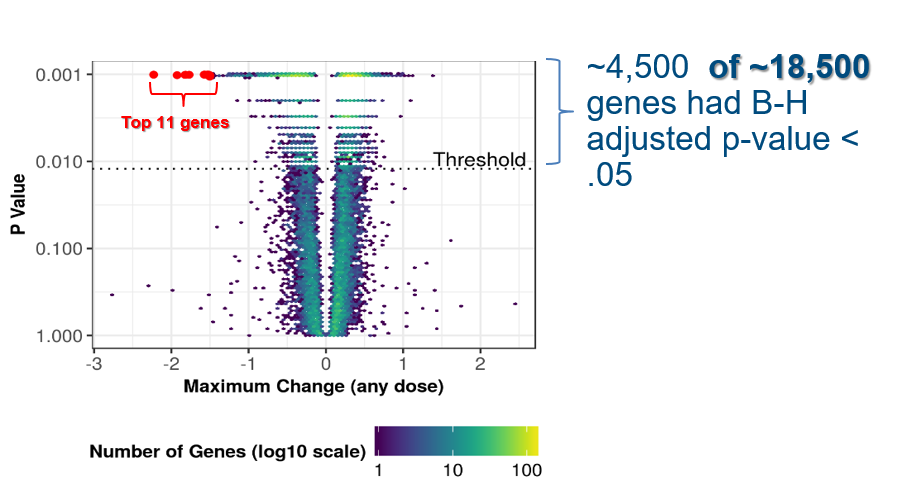 ~4,500 of ~18,500
genes had B-H
adjusted p-value <
.05
0.001
0.010
0.100
1.000
P Value
Top 11 genes
Threshold
-3 -2 -1 0 1 2
Maximum Change (any dose)
Number of Genes (log10 scale)
1 10 100